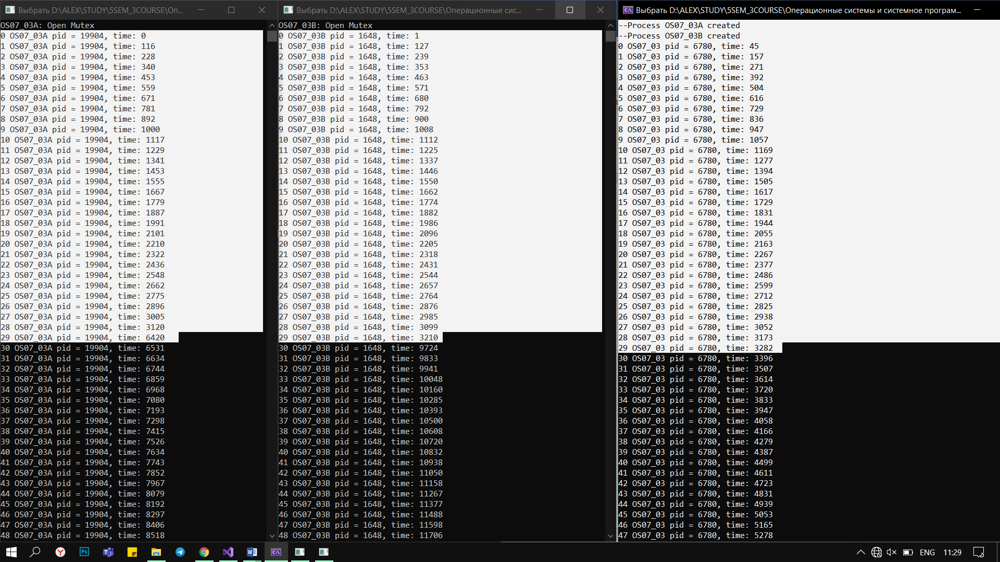 Выбрать D:\ALEX\STUDY\5SEM_3COURSE\Оп...
OS07_03A: Open Mutex
0 OS07_03A pid = 19904, time: 0
1 OS07_03A pid = 19904, time: 116
2 OS07_03A pid = 19904, time: 228
3 OS07_03A pid = 19904, time: 340
4 OS07_03A pid = 19904, time: 453
5 OS07_03A pid = 19904, time: 559
6 OS07_03A pid = 19904, time: 671
7 OS07_03A pid = 19904, time: 781
8 OS07_03A pid = 19904, time: 892
9 OS07_03A pid = 19904, time: 1000
10 OS07_03A pid = 19904, time: 1117
11 OS07_03A pid = 19904, time: 1229
12 OS07_03A pid = 19904, time: 1341
13 OS07_03A pid = 19904, time: 1453
14 OS07_03A pid = 19904, time: 1555
15 OS07_03A pid = 19904, time: 1667
16 OS07_03A pid = 19904, time: 1779
17 OS07_03A pid = 19904, time: 1887
18 OS07_03A pid = 19904, time: 1991
19 OS07_03A pid = 19904, time: 2101
20 OS07_03A pid = 19904, time: 2210
21 OS07_03A pid = 19904, time: 2322
22 OS07_03A pid = 19904, time: 2436
23 OS07_03A pid = 19904, time: 2548
24 OS07_03A pid = 19904, time: 2662
25 OS07_03A pid = 19904, time: 2775
26 OS07_03A pid = 19904, time: 2896
27 OS07_03A pid = 19904, time: 3005
28 OS07_03A pid = 19904, time: 3120
29 OS07_03A pid = 19904, time: 6420
30 OS07_03A pid = 19904, time: 6531
31 OS07_03A pid = 19904, time: 6634
32 OS07_03A pid = 19904, time: 6744
33 OS07_03A pid = 19904, time: 6859
34 OS07_03A pid = 19904, time: 6968
35 OS07_03A pid = 19904, time: 7080
36 OS07_03A pid = 19904, time: 7193
37 OS07_03A pid = 19904, time: 7298
38 OS07_03A pid = 19904, time: 7415
39 OS07_03A pid = 19904, time: 7526
40 OS07_03A pid = 19904, time: 7634
41 OS07_03A pid = 19904, time: 7743
42 OS07_03A pid = 19904, time: 7852
43 OS07_03A pid = 19904, time: 7967
44 OS07_03A pid = 19904, time: 8079
45 OS07_03A pid = 19904, time: 8192
46 OS07_03A pid = 19904, time: 8297
47 OS07_03A pid = 19904, time: 8406
48 OS07_03A pid = 19904, time: 8518
Выбрать D:\ALEX\STUDY\5SEM_3COURSE\Операционные сис...
OS07_03B: Open Mutex
0 OS07_03B pid = 1648, time: 1
1 OS07_03B pid = 1648, time: 127
2 OS07_03B pid = 1648, time: 239
3 OS07_03B pid = 1648, time: 353
4 OS07_03B pid = 1648, time: 463
5 OS07_03B pid = 1648, time: 571
6 OS07_03B pid = 1648, time: 680
7 OS07_03B pid = 1648, time: 792
8 OS07_03B pid = 1648, time: 900
9 OS07_03B pid = 1648, time: 1008
10 OS07_03B pid = 1648, time: 1112
11 OS07_03B pid = 1648, time: 1225
12 OS07_03B pid = 1648, time: 1337
13 OS07_03B pid = 1648, time: 1446
14 OS07_03B pid = 1648, time: 1550
15 OS07_03B pid = 1648, time: 1662
16 OS07_03B pid = 1648, time: 1774
17 OS07_03B pid = 1648, time: 1882
18 OS07_03B pid = 1648, time: 1986
19 OS07_03B pid = 1648, time: 2096
20 OS07_03B pid = 1648, time: 2205
21 OS07_03B pid = 1648, time: 2318
22 OS07_03B pid = 1648, time: 2431
23 OS07_03B pid = 1648, time: 2544
24 OS07_03B pid = 1648, time: 2657
25 OS07_03B pid = 1648, time: 2764
26 OS07_03B pid = 1648, time: 2876
27 OS07_03B pid = 1648, time: 2985
28 OS07_03B pid = 1648, time: 3099
29 OS07_03B pid = 1648, time: 3210
30 OS07_03B pid = 1648, time: 9724
31 OS07_03B pid = 1648, time: 9833
32 OS07_03B pid = 1648, time: 9941
33 OS07_03B pid = 1648, time: 10048
34 OS07_03B pid = 1648, time: 10160
35 OS07_03B pid = 1648, time: 10285
36 OS07_03B pid = 1648, time: 10393
37 OS07_03B pid = 1648, time: 10500
38 OS07_03B pid = 1648, time: 10608
39 OS07_03B pid = 1648, time: 10720
40 OS07_03B pid = 1648, time: 10832
41 OS07_03B pid = 1648, time: 10938
42 OS07_03B pid = 1648, time: 11050
43 OS07_03B pid = 1648, time: 11158
44 OS07_03B pid = 1648, time: 11267
45 OS07_03B pid = 1648, time: 11377
46 OS07_03B pid = 1648, time: 11488
47 OS07_03B pid = 1648, time: 11598
48 OS07_03B pid = 1648, time: 11706
Выбрать D:\ALEX\STUDY\5SEM_3COURSE\Операционные системы и системное програм...
--Process OS07_03A created
--Process OS07_03B created
0 OS07_03 pid = 6780, time: 45
1 OS07_03 pid = 6780, time: 157
2 OS07_03 pid = 6780, time: 271
3 OS07_03 pid = 6780, time: 392
4 OS07_03 pid = 6780, time: 504
5 OS07_03 pid = 6780, time: 616
6 OS07_03 pid = 6780, time: 729
7 OS07_03 pid = 6780, time: 836
8 OS07_03 pid = 6780, time: 947
9 OS07_03 pid = 6780, time: 1057
10 OS07_03 pid = 6780, time: 1169
11 OS07_03 pid = 6780, time: 1277
12 OS07_03 pid = 6780, time: 1394
13 OS07_03 pid = 6780, time: 1505
14 OS07_03 pid = 6780, time: 1617
15 OS07_03 pid = 6780, time: 1729
16 OS07_03 pid = 6780, time: 1831
17 OS07_03 pid = 6780, time: 1944
18 OS07_03 pid = 6780, time: 2055
19 OS07_03 pid = 6780, time: 2163
20 OS07_03 pid = 6780, time: 2267
21 OS07_03 pid = 6780, time: 2377
22 OS07_03 pid = 6780, time: 2486
23 OS07_03 pid = 6780, time: 2599
24 OS07_03 pid = 6780, time: 2712
25 OS07_03 pid = 6780, time: 2825
26 OS07_03 pid = 6780, time: 2938
27 OS07_03 pid = 6780, time: 3052
28 OS07_03 pid = 6780, time: 3173
29 OS07_03 pid = 6780, time: 3282
30 OS07_03 pid = 6780, time: 3396
31 OS07_03 pid = 6780, time: 3507
32 OS07_03 pid = 6780, time: 3614
33 OS07_03 pid = 6780, time: 3720
34 OS07_03 pid = 6780, time: 3833
35 OS07_03 pid = 6780, time: 3947
36 OS07_03 pid = 6780, time: 4058
37 OS07_03 pid = 6780, time: 4166
38 OS07_03 pid = 6780, time: 4279
39 OS07_03 pid = 6780, time: 4387
40 OS07_03 pid = 6780, time: 4499
41 OS07_03 pid = 6780, time: 4611
42 OS07_03 pid = 6780, time: 4723
43 OS07_03 pid = 6780, time: 4831
44 OS07_03 pid = 6780, time: 4939
45 OS07_03 pid = 6780, time: 5053
46 OS07_03 pid = 6780, time: 5165
47 OS07_03 pid = 6780, time: 5278
ENG 11:29